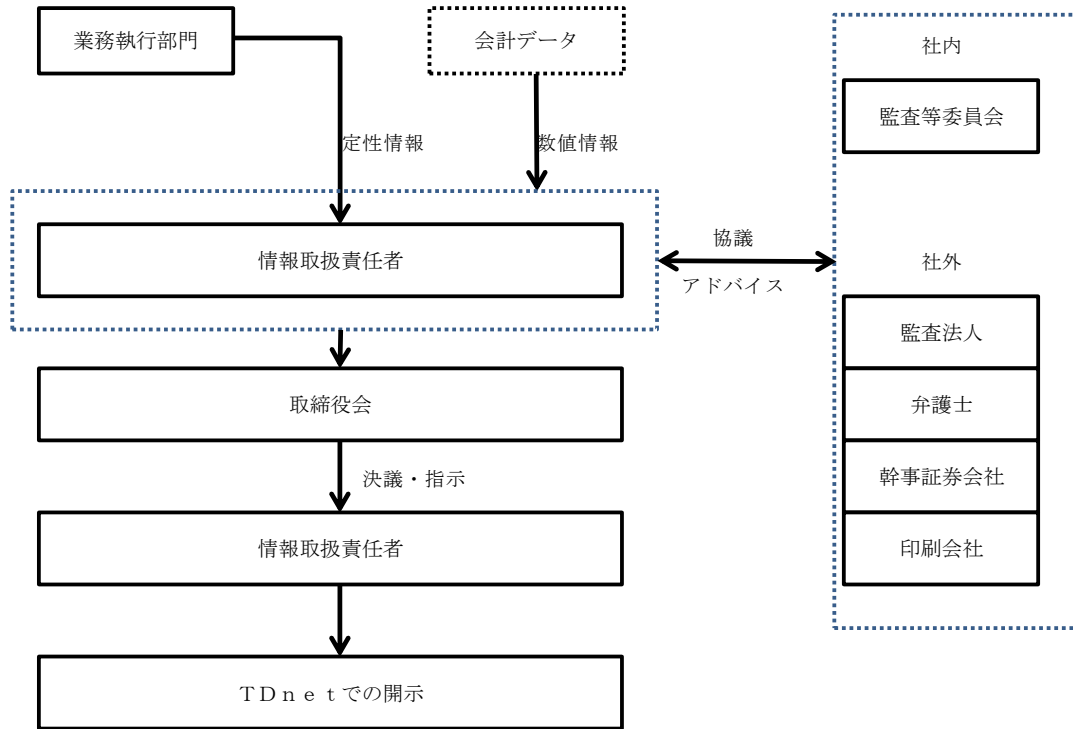 業務執行部門
会計データ
定性情報
数値情報
情報取扱責任者
協議
アドバイス
取締役会
決議・指示
情報取扱責任者
TDnetでの開示
社内
監査等委員会
社外
監査法人
弁護士
幹事証券会社
印刷会社